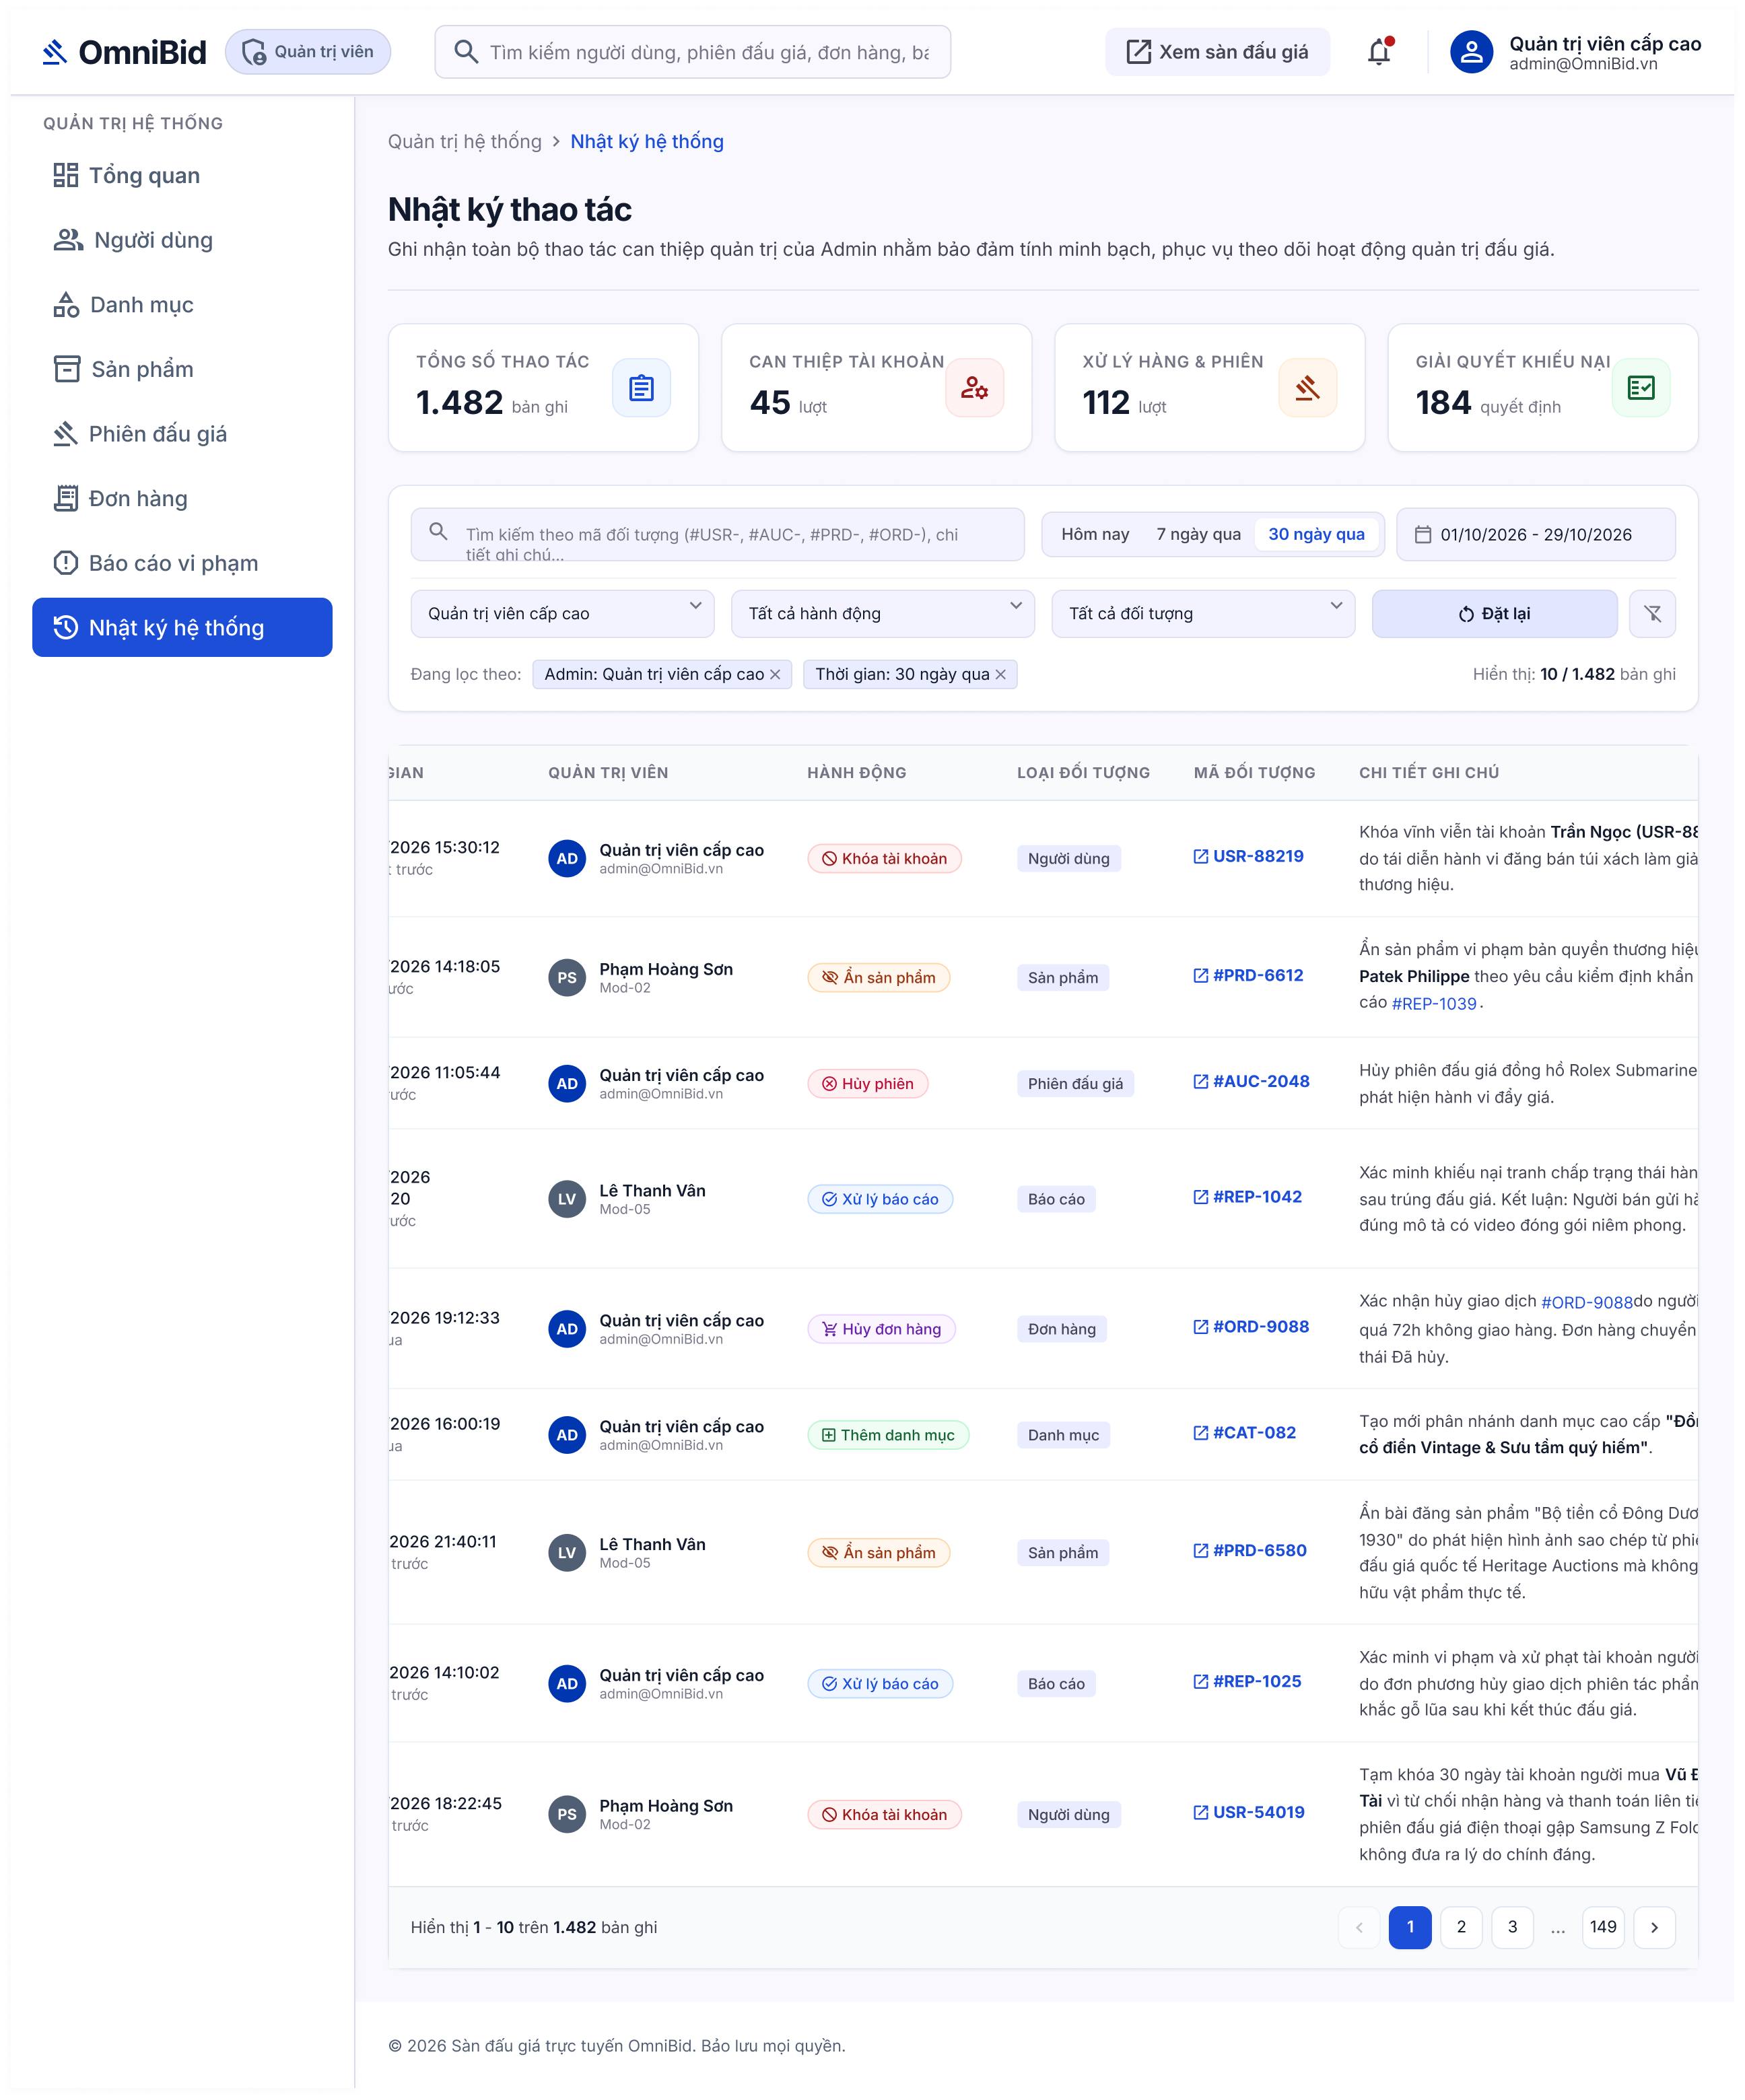 OmniBid
Quản trị viên
Tìm kiếm người dùng, phiên đấu giá, đơn hàng,
Xem sàn đấu giá
Quản trị viên cấp cao
admin@OmniBid.vn
QUẢN TRỊ HỆ THỐNG
Tổng quan
Người dùng
Danh mục
Sản phẩm
Phiên đấu giá
Đơn hàng
Báo cáo vi phạm
Nhật ký hệ thống
Quản trị hệ thống > Nhật ký hệ thống
Nhật ký thao tác
Ghi nhận toàn bộ thao tác can thiệp quản trị của Admin nhằm bảo đảm tính minh bạch, phục vụ theo dõi hoạt động quản trị đấu giá.
TỔNG SỐ THAO TÁC
1.482 bản ghi
CAN THIỆP TÀI KHOẢN
45 lượt
XỬ LÝ HÀNG & PHIÊN
112 lượt
GIẢI QUYẾT KHIẾU NẠI
184 quyết định
Tìm kiếm theo mã đối tượng (#USR-, #AUC-, #PRD-, #ORD-), chi
tiết ghi chú...
Hôm nay 7 ngày qua 30 ngày qua
01/10/2026 - 29/10/2026
Quản trị viên cấp cao
Tất cả hành động
Tất cả đối tượng
Đặt lại
Đang lọc theo: Admin: Quản trị viên cấp cao Thời gian: 30 ngày qua
Hiển thị: 10 / 1.482 bản ghi
GIAN QUẢN TRỊ VIÊN HÀNH ĐỘNG LOẠI ĐỐI TƯỢNG MÃ ĐỐI TƯỢNG CHI TIẾT GHI CHÚ
2026 15:30:12
trước
AD
Quản trị viên cấp cao
admin@OmniBid.vn
Khóa tài khoản
Người dùng
USR-88219
Khóa vĩnh viễn tài khoản Trần Ngọc (USR-88
do tái diễn hành vi đăng bán túi xách làm giả
thương hiệu.
/2026 14:18:05
ước
PS
Phạm Hoàng Sơn
Mod-02
Ẩn sản phẩm
Sản phẩm
#PRD-6612
Ẩn sản phẩm vi phạm bản quyền thương hiệu
Patek Philippe theo yêu cầu kiểm định khẩn
cáo #REP-1039 .
/2026 11:05:44
ước
AD
Quản trị viên cấp cao
admin@OmniBid.vn
Hủy phiên
Phiên đấu giá
#AUC-2048
Hủy phiên đấu giá đồng hồ Rolex Submarine
phát hiện hành vi đẩy giá.
/2026
20
ước
LV
Lê Thanh Vân
Mod-05
Xử lý báo cáo
Báo cáo
#REP-1042
Xác minh khiếu nại tranh chấp trạng thái hàn
sau trúng đấu giá. Kết luận: Người bán gửi hà
đúng mô tả có video đóng gói niêm phong.
/2026 19:12:33
ua
AD
Quản trị viên cấp cao
admin@OmniBid.vn
Hủy đơn hàng
Đơn hàng
#ORD-9088
Xác nhận hủy giao dịch #ORD-9088do người
quá 72h không giao hàng. Đơn hàng chuyển
thái Đã hủy.
/2026 16:00:19
ua
AD
Quản trị viên cấp cao
admin@OmniBid.vn
Thêm danh mục
Danh mục
#CAT-082
Tạo mới phân nhánh danh mục cao cấp "Đồn
cổ điển Vintage & Sưu tầm quý hiếm".
2026 21:40:11
trước
LV
Lê Thanh Vân
Mod-05
Ẩn sản phẩm
Sản phẩm
#PRD-6580
Ẩn bài đăng sản phẩm "Bộ tiền cổ Đông Dươ
1930" do phát hiện hình ảnh sao chép từ phiê
đấu giá quốc tế Heritage Auctions mà không
hữu vật phẩm thực tế.
2026 14:10:02
trước
AD
Quản trị viên cấp cao
admin@OmniBid.vn
Xử lý báo cáo
Báo cáo
#REP-1025
Xác minh vi phạm và xử phạt tài khoản người
do đơn phương hủy giao dịch phiên tác phẩm
khắc gỗ lũa sau khi kết thúc đấu giá.
2026 18:22:45
trước
PS
Phạm Hoàng Sơn
Mod-02
Khóa tài khoản
Người dùng
USR-54019
Tạm khóa 30 ngày tài khoản người mua Vũ Đ
Tài vì từ chối nhận hàng và thanh toán liên tiế
phiên đấu giá điện thoại gập Samsung Z Fold
không đưa ra lý do chính đáng.
Hiển thị 1 - 10 trên 1.482 bản ghi
1 2 3 ... 149
© 2026 Sàn đấu giá trực tuyến OmniBid. Bảo lưu mọi quyền.